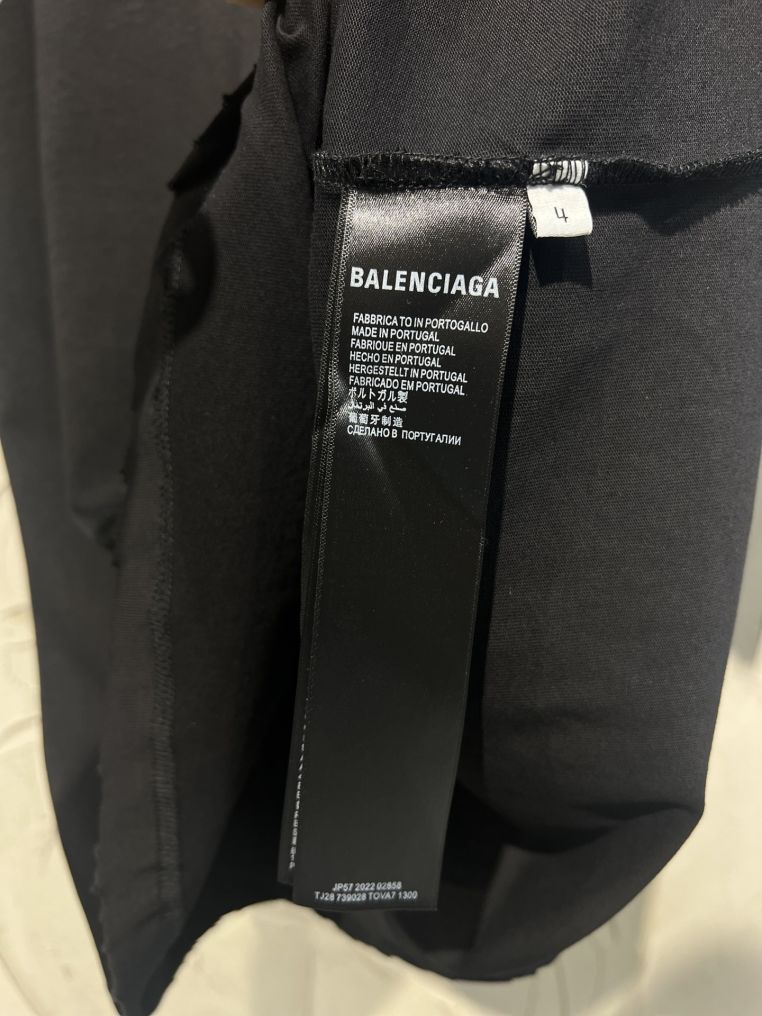 4
BALENCIAGA
FABBRICATO IN PORTOGALLO
MADE IN PORTUGAL
FABRIQUE EN PORTUGAL
HECHO EN PORTUGAL
HERGESTELLT IN PORTUGAL
FABRICADO EM PORTUGAL
ポルトガル製
صنع في البرتغال
葡萄牙制造
СДЕЛАНО В ПОРТУГАЛИИ
JP57 2022 02858
TJ28 739028 TOVA7 1300